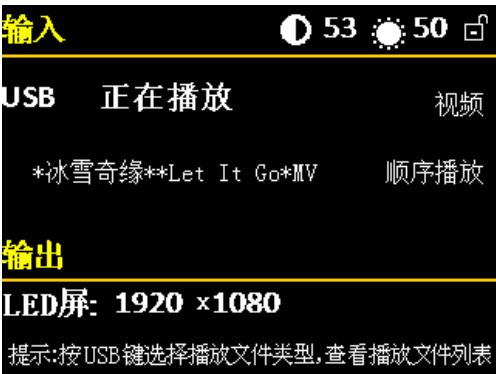 输入 53 50
USB 正在播放 视频
*冰雪奇缘**Let It Go*MV 顺序播放
输出
LED屏: 1920 ×1080
提示:按USB键选择播放文件类型,查看播放文件列表